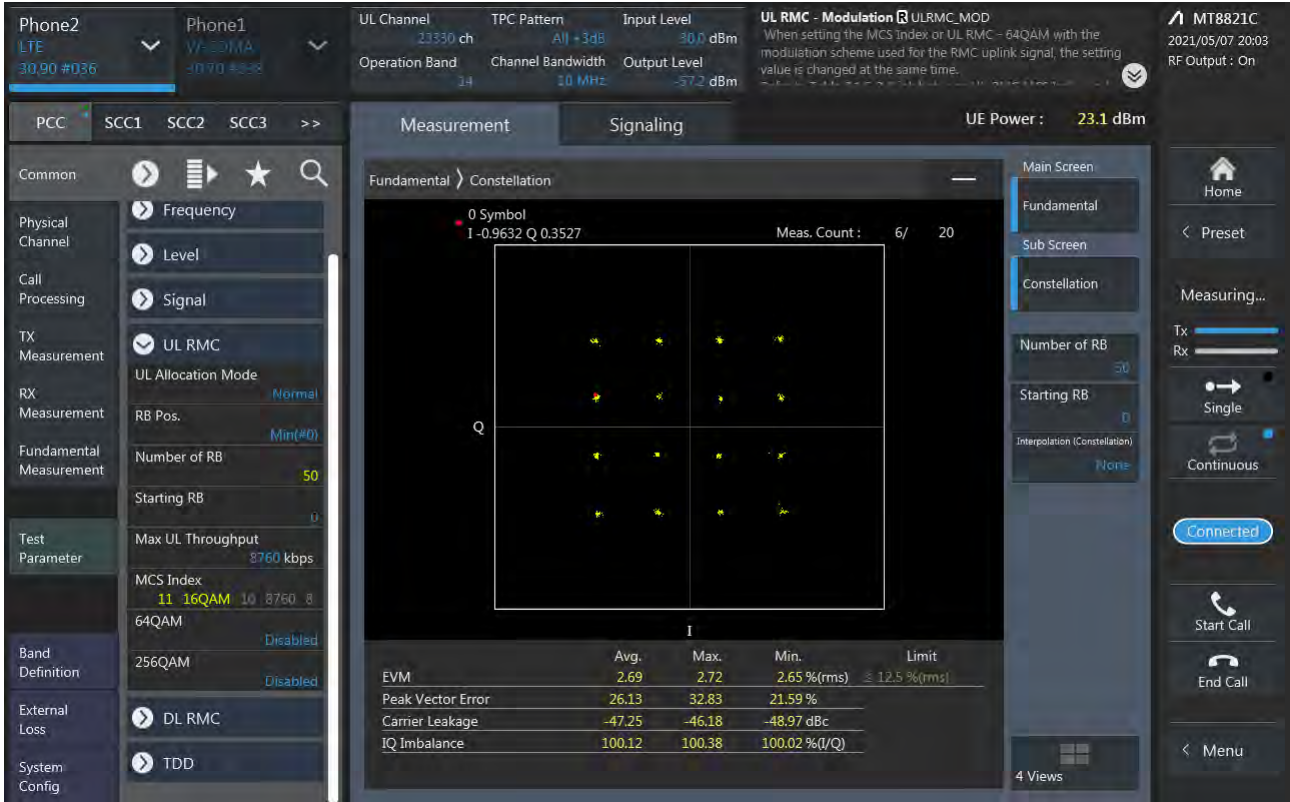 Phone2
LTE
30.90 #036
Phone1
W-CDMA
UL Channel
23330 ch
TPC Pattern
All +3dB
Input Level
30.0 dBm
Operation Band
14
Channel Bandwidth
10 MHz
Output Level
-57.2 dBm
UL RMC - Modulation R ULRMC_MOD
When setting the MCS Index or UL RMC - 64QAM with the
modulation scheme used for the RMC uplink signal, the setting
value is changed at the same time.
MT8821C
2021/05/07 20:03
RF Output : On
PCC
SCC1
SCC2
SCC3
>>
Measurement
Signaling
UE Power : 23.1 dBm
Common
Physical
Channel
Call
Processing
TX
Measurement
RX
Measurement
Fundamental
Measurement
Test
Parameter
Band
Definition
External
Loss
System
Config
Frequency
Level
Signal
UL RMC
UL Allocation Mode
Normal
RB Pos.
Min(#0)
Number of RB
50
Starting RB
0
Max UL Throughput
8760 kbps
MCS Index
11 16QAM 10 8760 8
64QAM
Disabled
256QAM
Disabled
DL RMC
TDD
Fundamental 〉 Constellation
0 Symbol
I -0.9632 Q 0.3527
Meas. Count : 6/ 20
Q
I
Avg. Max. Min. Limit
EVM 2.69 2.72 2.65 %(rms) ≤ 12.5 %(rms)
Peak Vector Error 26.13 32.83 21.59 %
Carrier Leakage -47.25 -46.18 -48.97 dBc
IQ Imbalance 100.12 100.38 100.02 %(I/Q)
Main Screen
Fundamental
Sub Screen
Constellation
Number of RB
50
Starting RB
0
Interpolation (Constellation)
None
4 Views
Home
< Preset
Measuring...
Tx
Rx
Single
Continuous
Connected
Start Call
End Call
< Menu